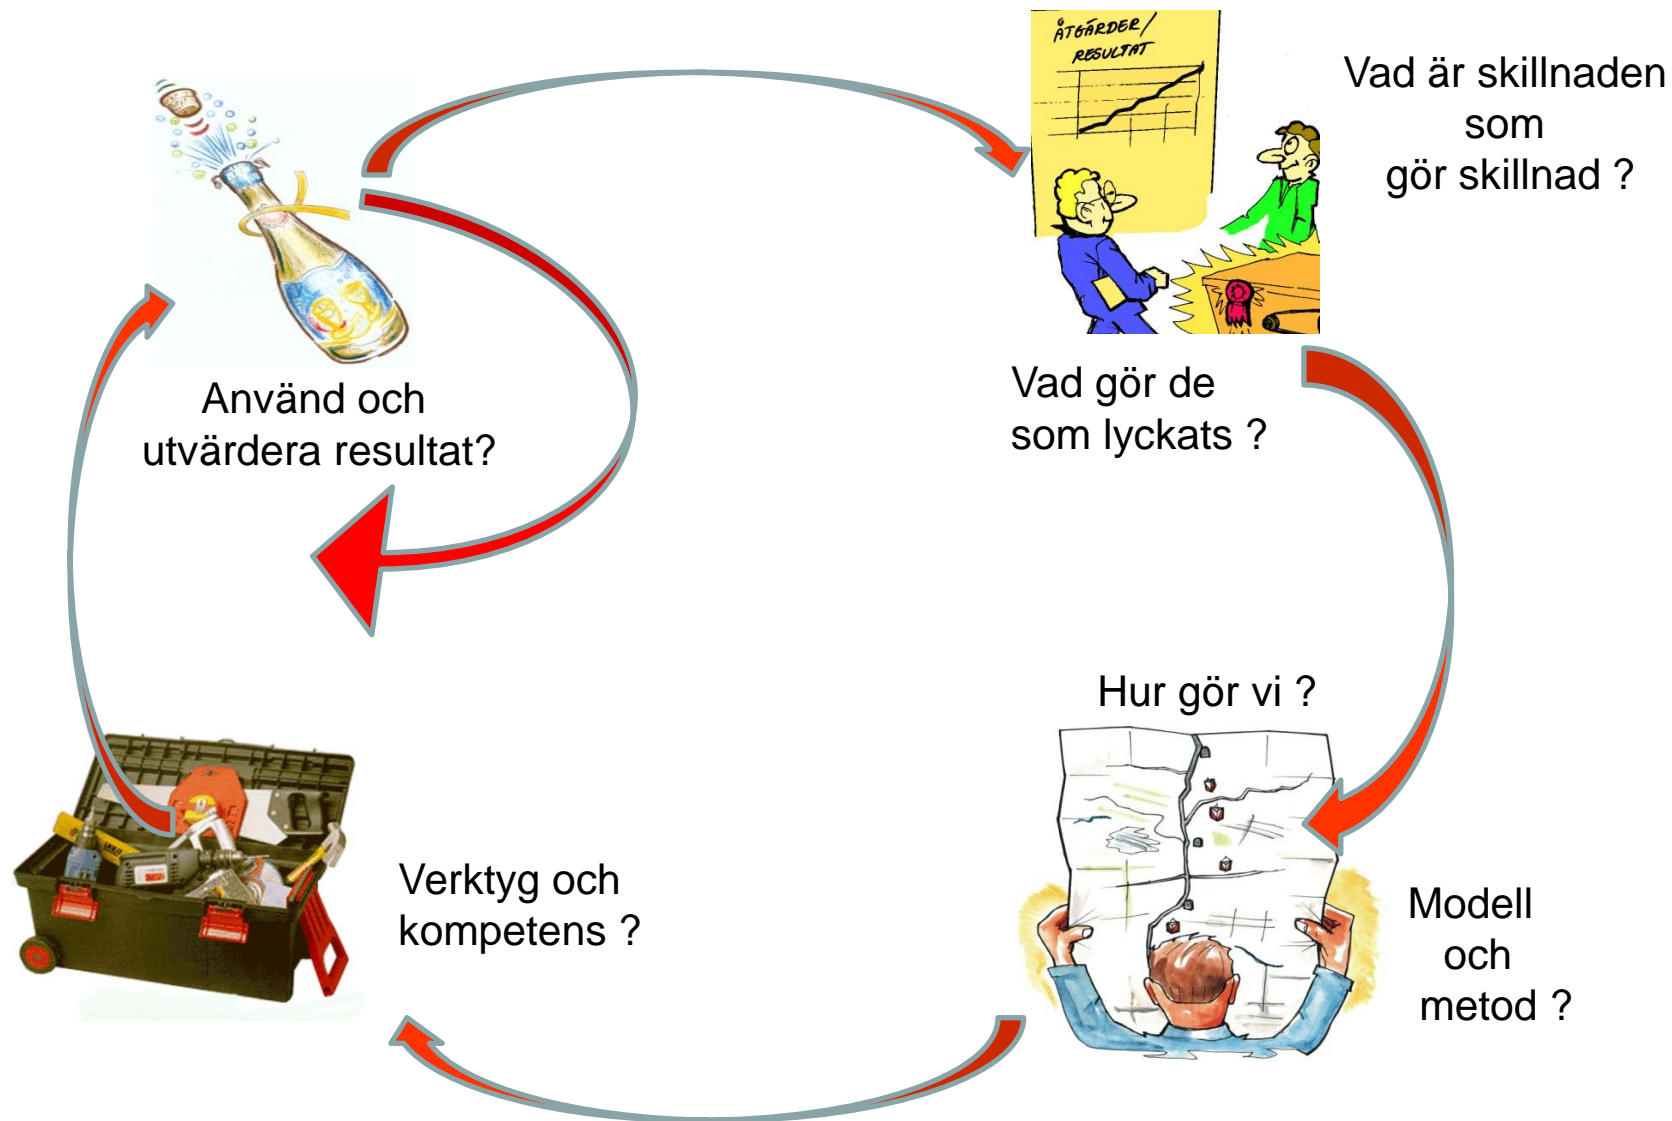 ÅTGÄRDER/
RESULTAT
Vad är skillnaden
som
gör skillnad ?
Vad gör de
som lyckats ?
Använd och
utvärdera resultat?
Hur gör vi ?
Modell
och
metod ?
Verktyg och
kompetens ?